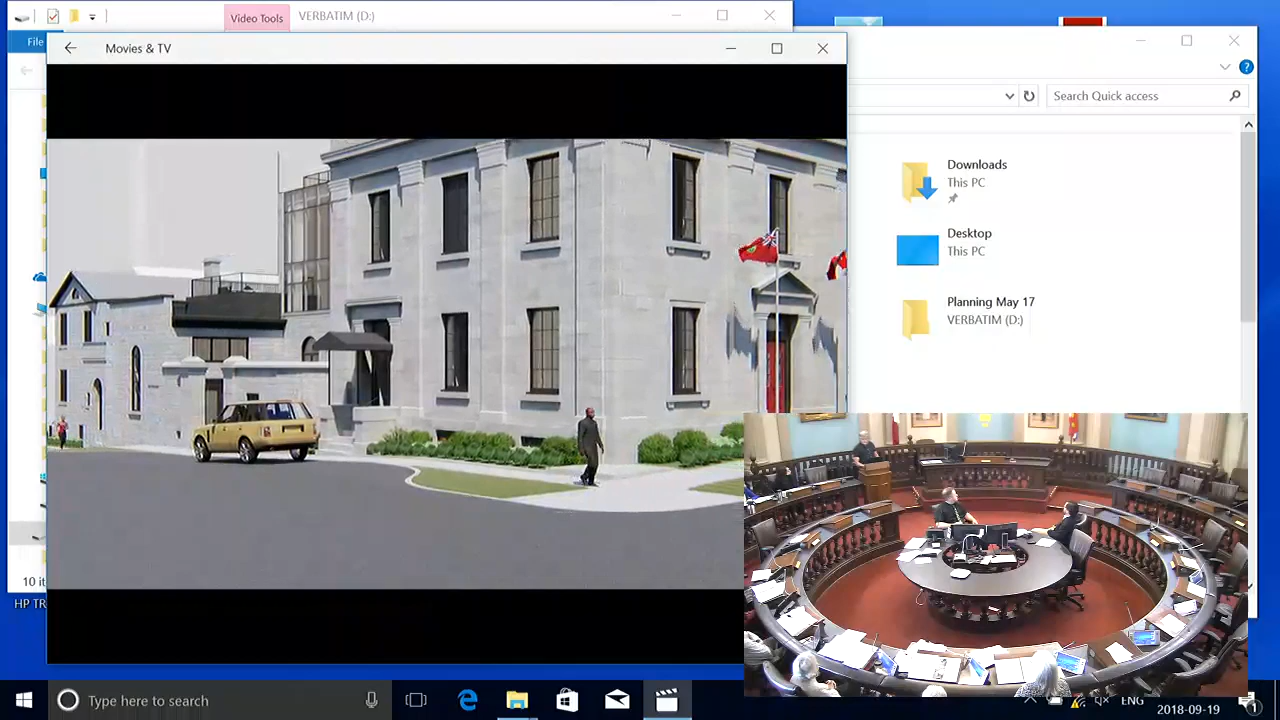 Video Tools
VERBATIM (D:)
File
Movies & TV
Search Quick access
Downloads
This PC
Desktop
This PC
Planning May 17
VERBATIM (D:)
10 it
HP TR
Type here to search
ENG
2018-09-19
1